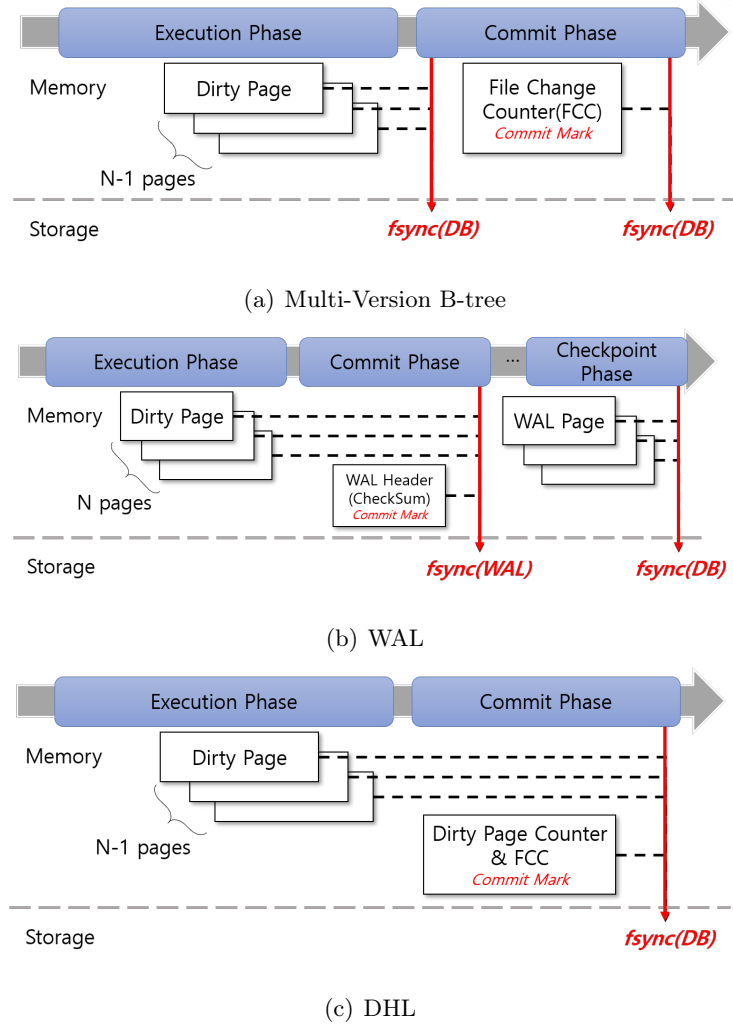 Execution Phase
Commit Phase
Memory
Dirty Page
File Change
Counter(FCC)
Commit Mark
N-1 pages
Storage
fsync(DB)
fsync(DB)
(a) Multi-Version B-tree
Execution Phase
Commit Phase
...
Checkpoint
Phase
Memory
Dirty Page
WAL Page
N pages
WAL Header
(CheckSum)
Commit Mark
Storage
fsync(WAL)
fsync(DB)
(b) WAL
Execution Phase
Commit Phase
Memory
Dirty Page
N-1 pages
Dirty Page Counter
& FCC
Commit Mark
Storage
fsync(DB)
(c) DHL